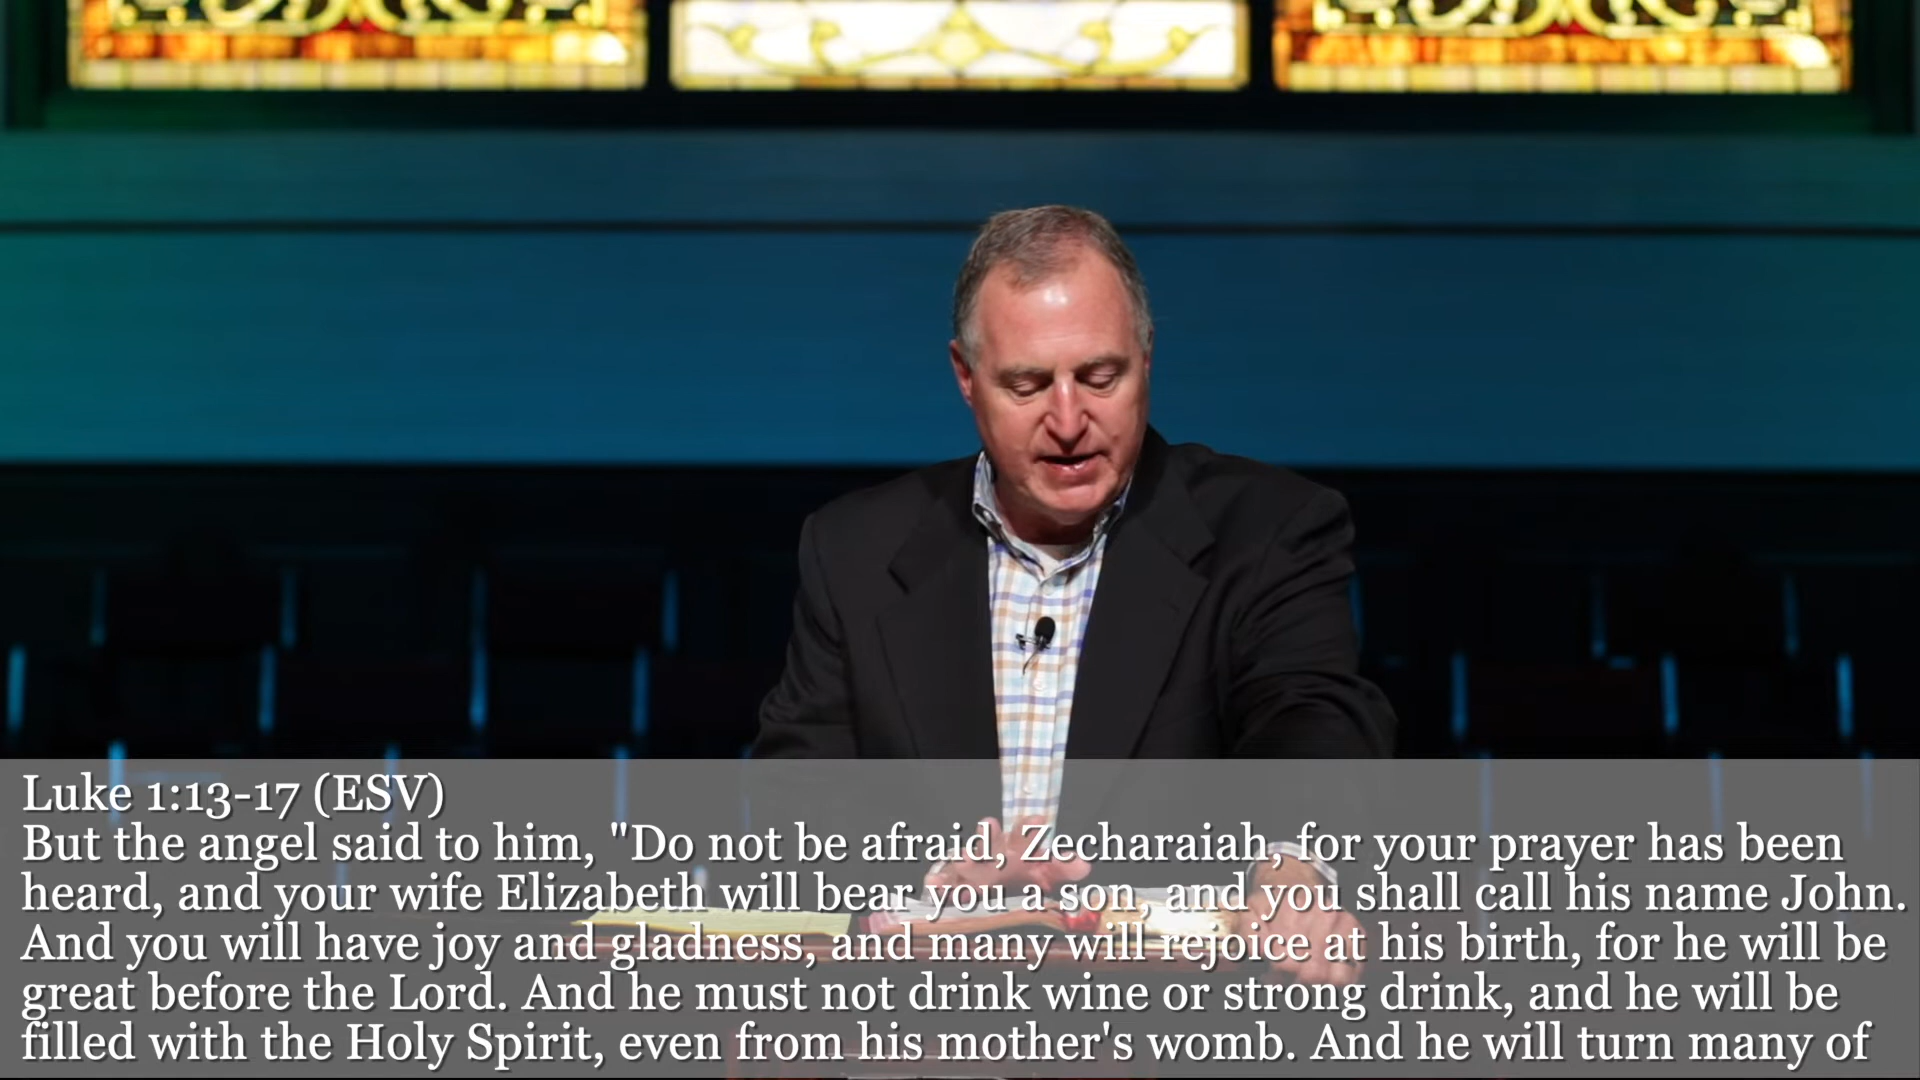 Luke 1:13-17 (ESV)
But the angel said to him, "Do not be afraid, Zecharaiah, for your prayer has been
heard, and your wife Elizabeth will bear you a son, and you shall call his name John.
And you will have joy and gladness, and many will rejoice at his birth, for he will be
great before the Lord. And he must not drink wine or strong drink, and he will be
filled with the Holy Spirit, even from his mother's womb. And he will turn many of